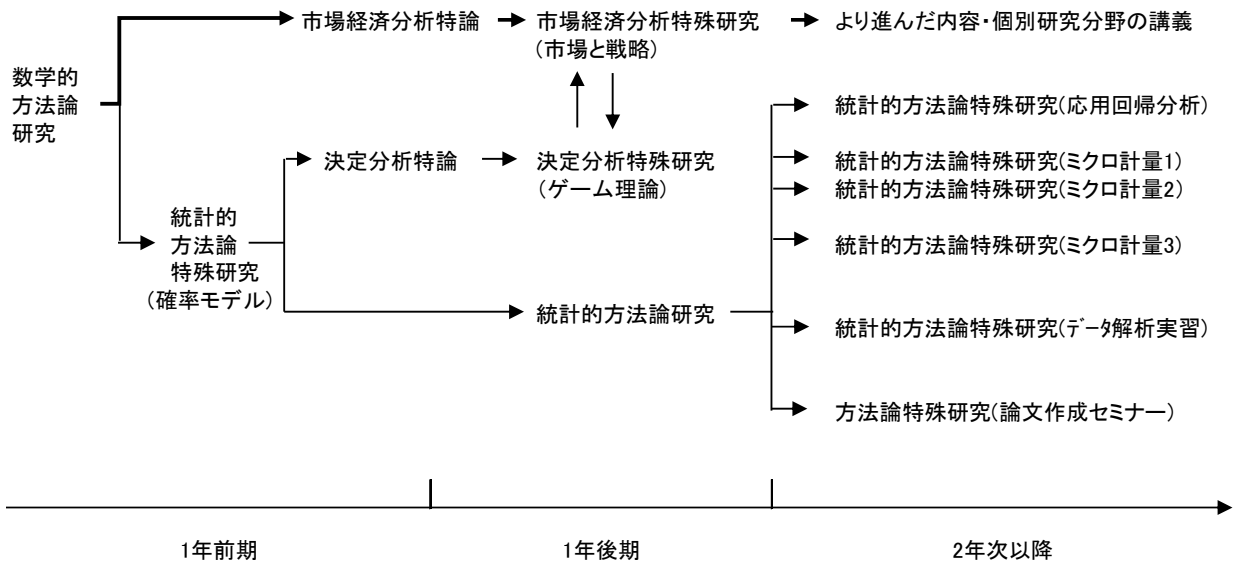 市場経済分析特論
市場経済分析特殊研究
(市場と戦略)
より進んだ内容・個別研究分野の講義
数学的
方法論
研究
統計的方法論特殊研究(応用回帰分析)
決定分析特論
決定分析特殊研究
(ゲーム理論)
統計的方法論特殊研究(ミクロ計量1)
統計的方法論特殊研究(ミクロ計量2)
統計的
方法論
特殊研究
(確率モデル)
統計的方法論特殊研究(ミクロ計量3)
統計的方法論研究
統計的方法論特殊研究(ﾃﾞｰﾀ解析実習)
方法論特殊研究(論文作成セミナー)
1年前期
1年後期
2年次以降